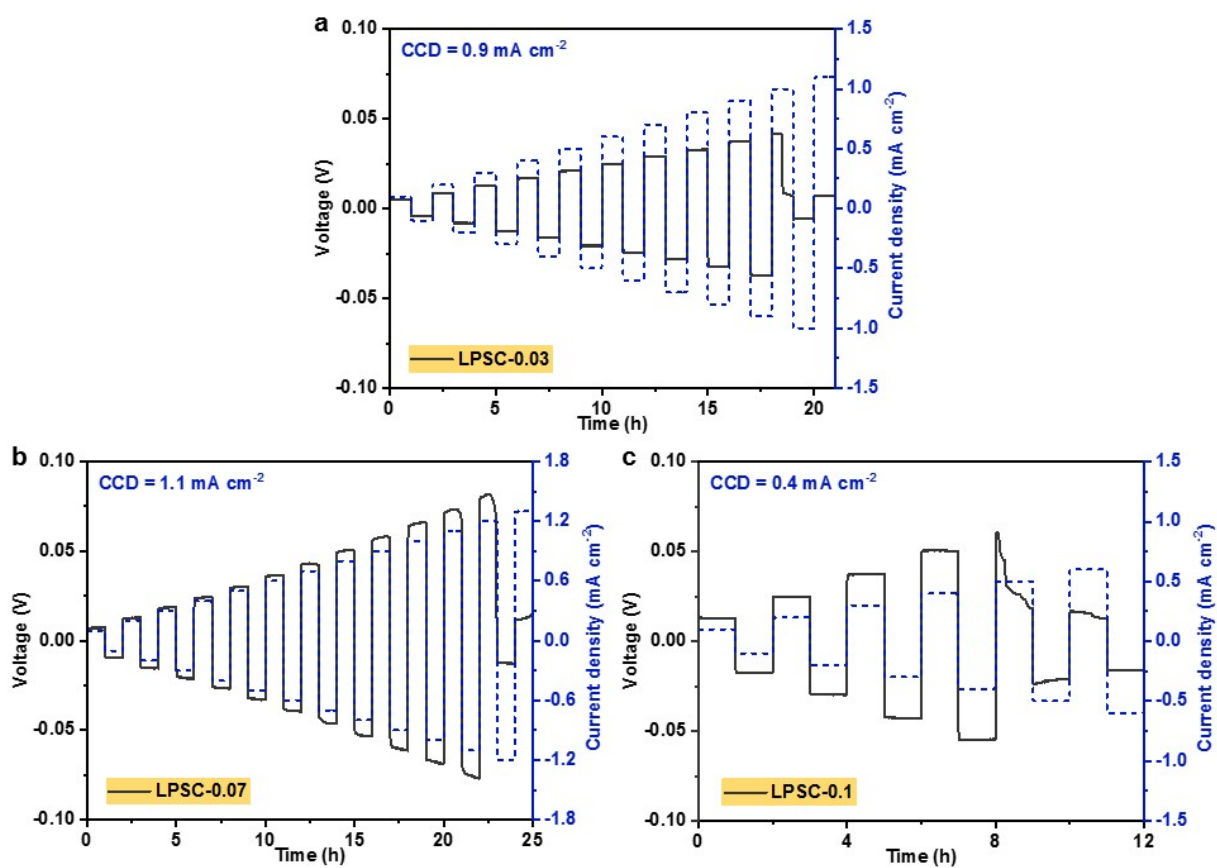 a
CCD = 0.9 mA cm⁻²
0.10
0.05
0.00
-0.05
-0.10
Voltage (V)
1.5
1.0
0.5
0.0
-0.5
-1.0
-1.5
Current density (mA cm⁻²)
LPSC-0.03
0 5 10 15 20
Time (h)
b
CCD = 1.1 mA cm⁻²
0.10
0.05
0.00
-0.05
-0.10
Voltage (V)
1.8
1.2
0.6
0.0
-0.6
-1.2
-1.8
Current density (mA cm⁻²)
LPSC-0.07
0 5 10 15 20 25
Time (h)
c
CCD = 0.4 mA cm⁻²
0.10
0.05
0.00
-0.05
-0.10
Voltage (V)
1.5
1.0
0.5
0.0
-0.5
-1.0
-1.5
Current density (mA cm⁻²)
LPSC-0.1
0 2 4 6 8 10 12
Time (h)